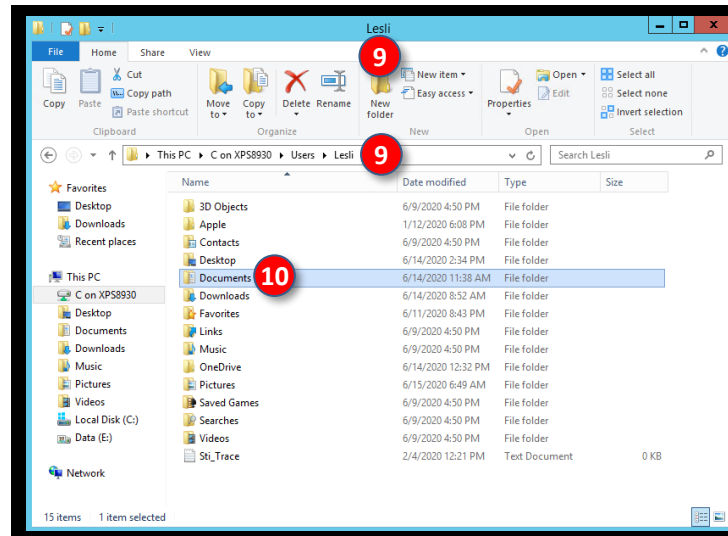 Lesli
File Home Share View
9
Copy
Paste
Cut
Copy path
Paste shortcut
Clipboard
Move to
Copy to
Delete
Rename
Organize
New folder
New item
Easy access
New
Properties
Open
Edit
Open
Select all
Select none
Invert selection
Select
This PC C on XPS8930 Users Lesli
9
Search Lesli
Favorites
Desktop
Downloads
Recent places
This PC
C on XPS8930
Desktop
Documents
Downloads
Music
Pictures
Videos
Local Disk (C:)
Data (E:)
Network
Name Date modified Type Size
3D Objects 6/9/2020 4:50 PM File folder
Apple 1/12/2020 6:08 PM File folder
Contacts 6/9/2020 4:50 PM File folder
Desktop 6/14/2020 2:34 PM File folder
Documents 10 6/14/2020 11:38 AM File folder
Downloads 6/14/2020 8:52 AM File folder
Favorites 6/11/2020 8:43 PM File folder
Links 6/9/2020 4:50 PM File folder
Music 6/9/2020 4:50 PM File folder
OneDrive 6/14/2020 12:32 PM File folder
Pictures 6/15/2020 6:49 AM File folder
Saved Games 6/9/2020 4:50 PM File folder
Searches 6/9/2020 4:50 PM File folder
Videos 6/9/2020 4:50 PM File folder
Sti_Trace 2/4/2020 12:21 PM Text Document 0 KB
15 items 1 item selected